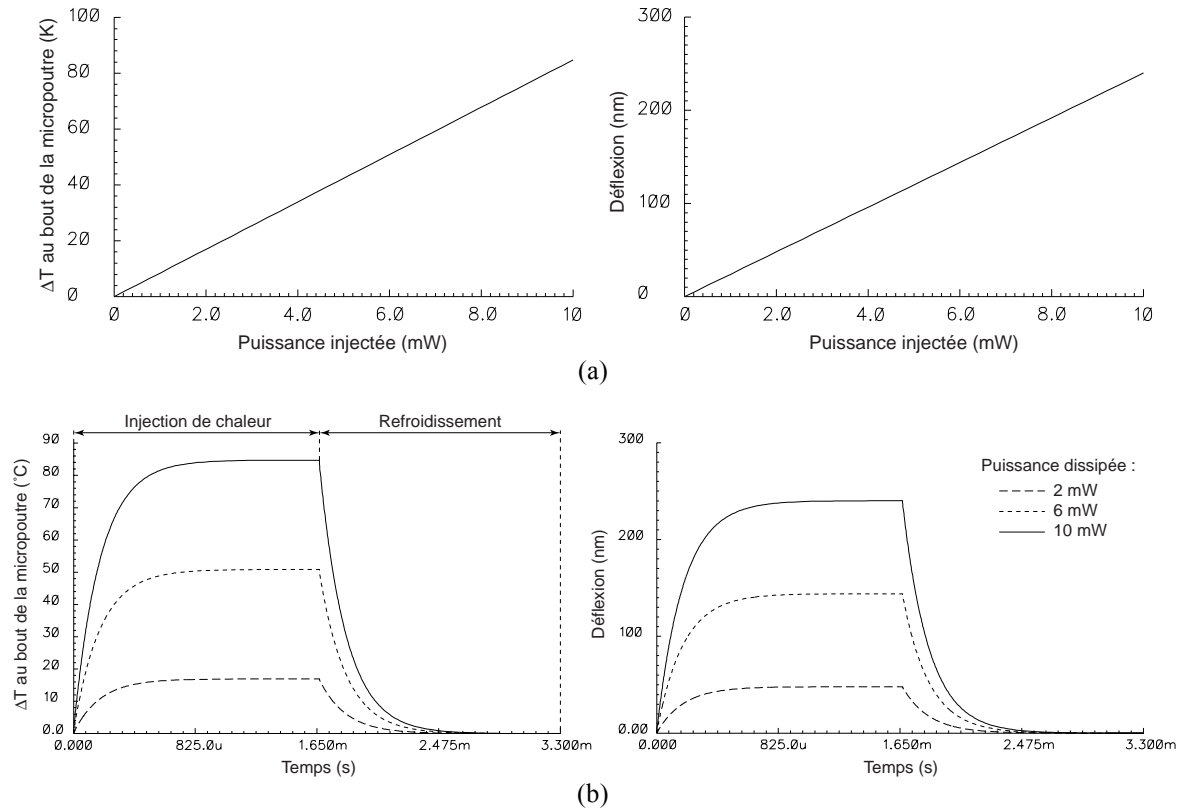 100
80
60
40
20
0
ΔT au bout de la micropoutre (K)
0 2.0 4.0 6.0 8.0 10
Puissance injectée (mW)
300
200
100
0
Déflexion (nm)
0 2.0 4.0 6.0 8.0 10
Puissance injectée (mW)
(a)
Injection de chaleur
Refroidissement
90
80
70
60
50
40
30
20
10
0.0
ΔT au bout de la micropoutre (°C)
0.000 825.0u 1.650m 2.475m 3.300m
Temps (s)
300
200
100
0.0
Déflexion (nm)
Puissance dissipée :
2 mW
6 mW
10 mW
0.000 825.0u 1.650m 2.475m 3.300m
Temps (s)
(b)